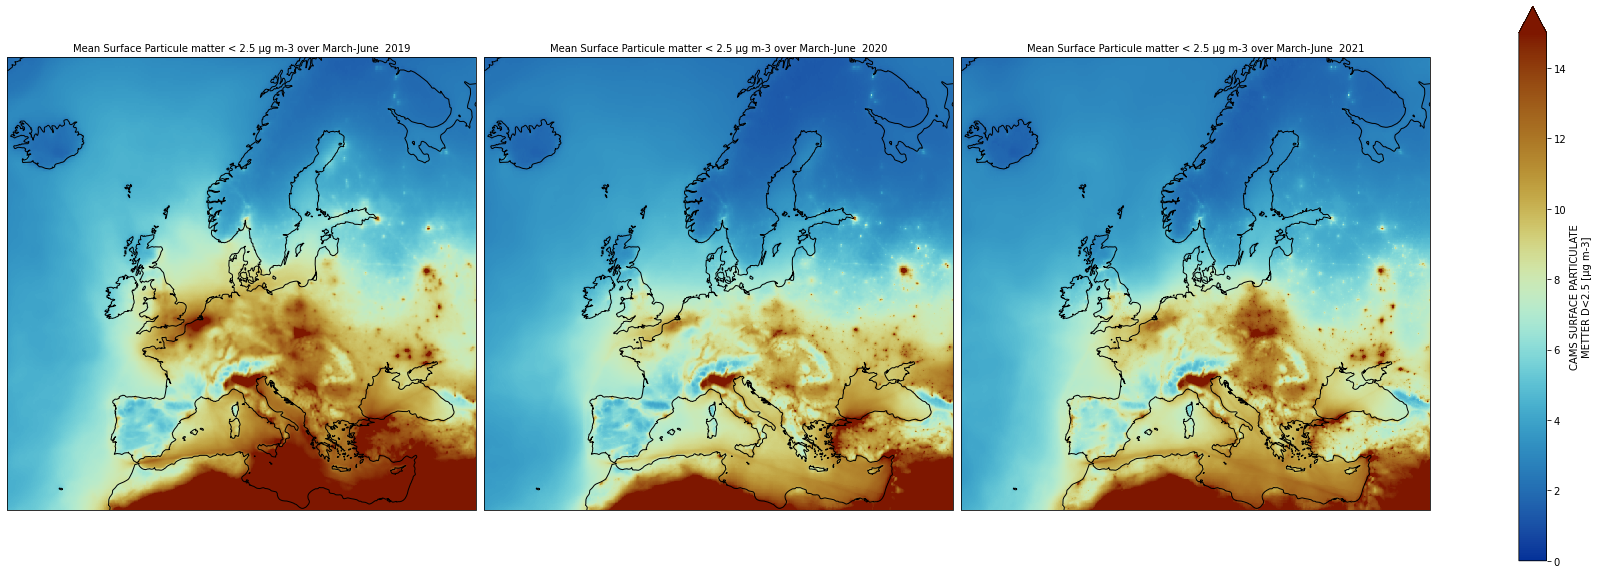 Mean Surface Particule matter < 2.5 µg m-3 over March-June  2019
Mean Surface Particule matter < 2.5 µg m-3 over March-June  2020
Mean Surface Particule matter < 2.5 µg m-3 over March-June  2021
14
12
10
8
6
4
2
0
CAMS SURFACE PARTICULATE
METTER D<2.5 [µg m-3]